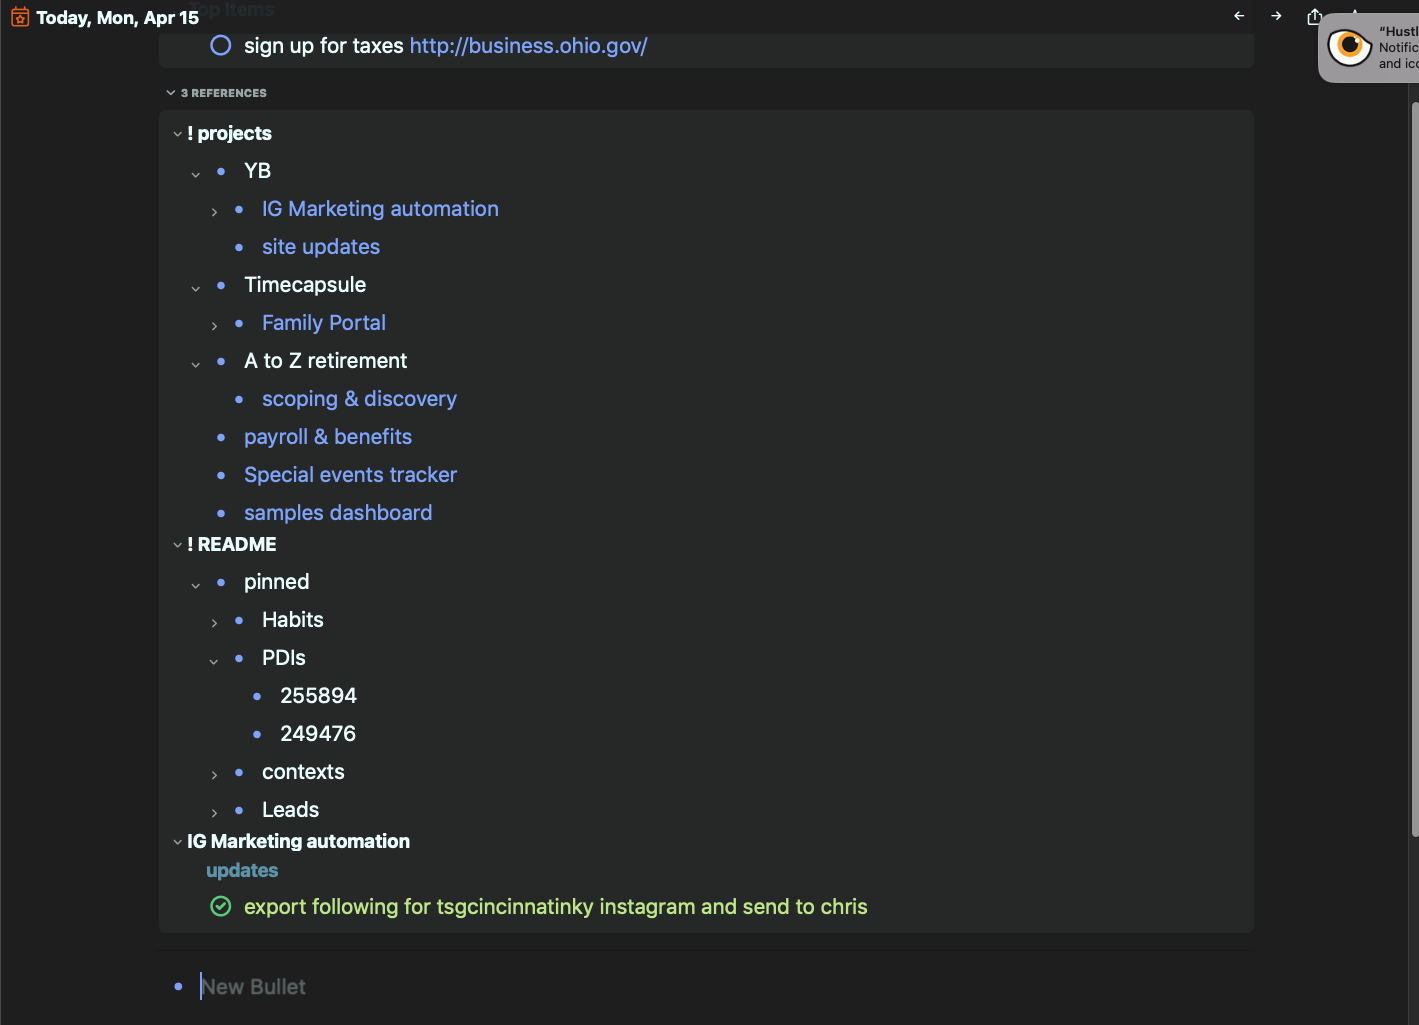 Top Items
Today, Mon, Apr 15
sign up for taxes http://business.ohio.gov/
"Hustl
Notific
and ico
3 REFERENCES
! projects
YB
IG Marketing automation
site updates
Timecapsule
Family Portal
A to Z retirement
scoping & discovery
payroll & benefits
Special events tracker
samples dashboard
! README
pinned
Habits
PDIs
255894
249476
contexts
Leads
IG Marketing automation
updates
export following for tsgcincinnatinky instagram and send to chris
New Bullet